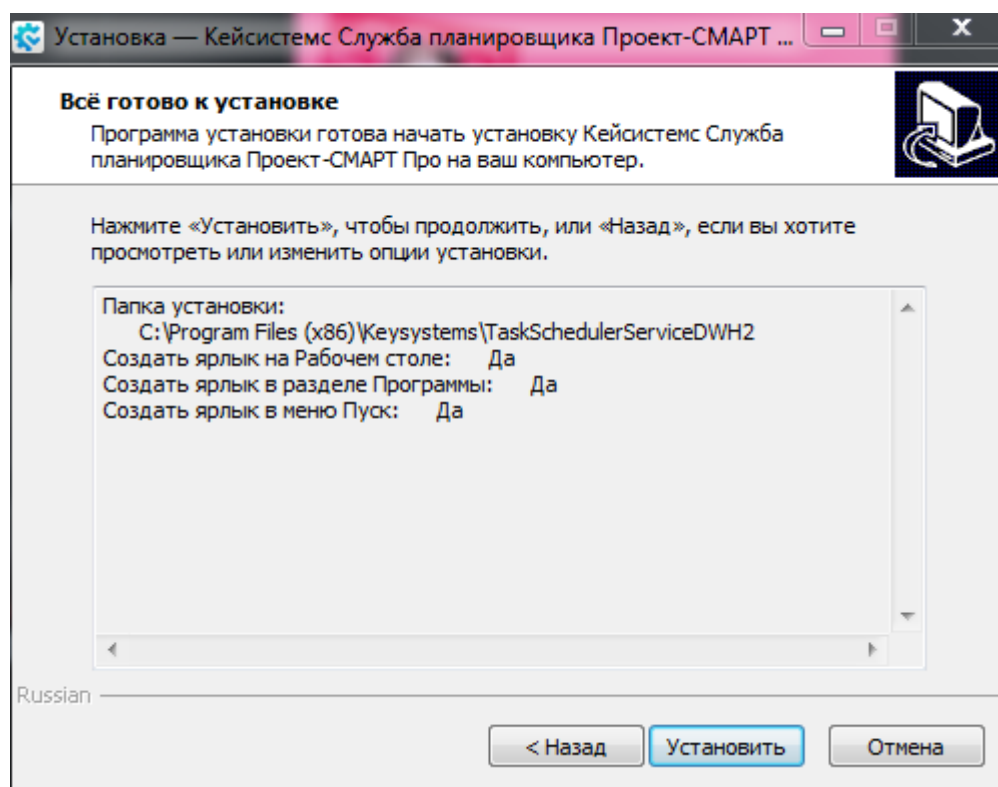 Установка — Кейсистемс Служба планировщика Проект-СМАРТ ...
Всё готово к установке
Программа установки готова начать установку Кейсистемс Служба
планировщика Проект-СМАРТ Про на ваш компьютер.
Нажмите «Установить», чтобы продолжить, или «Назад», если вы хотите
просмотреть или изменить опции установки.
Папка установки:
C:\Program Files (x86)\Keysystems\TaskSchedulerServiceDWH2
Создать ярлык на Рабочем столе: Да
Создать ярлык в разделе Программы: Да
Создать ярлык в меню Пуск: Да
Russian
< Назад Установить Отмена